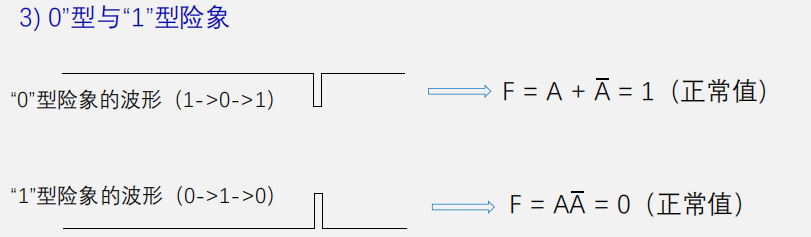 3) 0”型与“1”型险象
“0”型险象的波形（1->0->1） F = A + A̅ = 1（正常值）
“1”型险象的波形（0->1->0） F = AA̅ = 0（正常值）